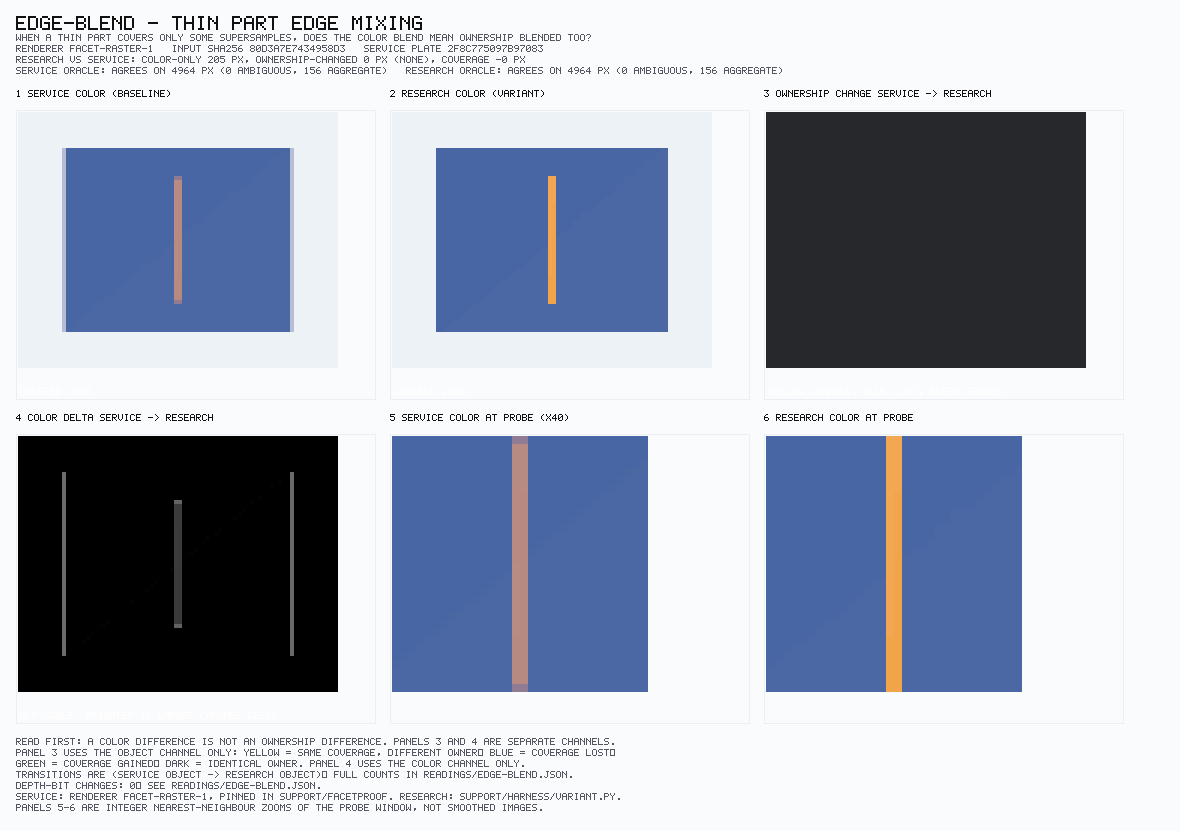 EDGE-BLEND - THIN PART EDGE MIXING
WHEN A THIN PART COVERS ONLY SOME SUPERSAMPLES, DOES THE COLOR BLEND MEAN OWNERSHIP BLENDED TOO?
RENDERER FACET-RASTER-1 INPUT SHA256 80D3A7E7434958D3 SERVICE PLATE 2F8C775097B97083
RESEARCH VS SERVICE: COLOR-ONLY 205 PX, OWNERSHIP-CHANGED 0 PX (NONE), COVERAGE -0 PX
SERVICE ORACLE: AGREES ON 4964 PX (0 AMBIGUOUS, 156 AGGREGATE) RESEARCH ORACLE: AGREES ON 4964 PX (0 AMBIGUOUS, 156 AGGREGATE)
1 SERVICE COLOR (BASELINE)
2 RESEARCH COLOR (VARIANT)
3 OWNERSHIP CHANGE SERVICE -> RESEARCH
4 COLOR DELTA SERVICE -> RESEARCH
5 SERVICE COLOR AT PROBE (X40)
6 RESEARCH COLOR AT PROBE
READ FIRST: A COLOR DIFFERENCE IS NOT AN OWNERSHIP DIFFERENCE. PANELS 3 AND 4 ARE SEPARATE CHANNELS.
PANEL 3 USES THE OBJECT CHANNEL ONLY: YELLOW = SAME COVERAGE, DIFFERENT OWNER▯ BLUE = COVERAGE LOST▯
GREEN = COVERAGE GAINED▯ DARK = IDENTICAL OWNER. PANEL 4 USES THE COLOR CHANNEL ONLY.
TRANSITIONS ARE (SERVICE OBJECT -> RESEARCH OBJECT)▯ FULL COUNTS IN READINGS/EDGE-BLEND.JSON.
DEPTH-BIT CHANGES: 0▯ SEE READINGS/EDGE-BLEND.JSON.
SERVICE: RENDERER FACET-RASTER-1, PINNED IN SUPPORT/FACETPROOF. RESEARCH: SUPPORT/HARNESS/VARIANT.PY.
PANELS 5-6 ARE INTEGER NEAREST-NEIGHBOUR ZOOMS OF THE PROBE WINDOW, NOT SMOOTHED IMAGES.